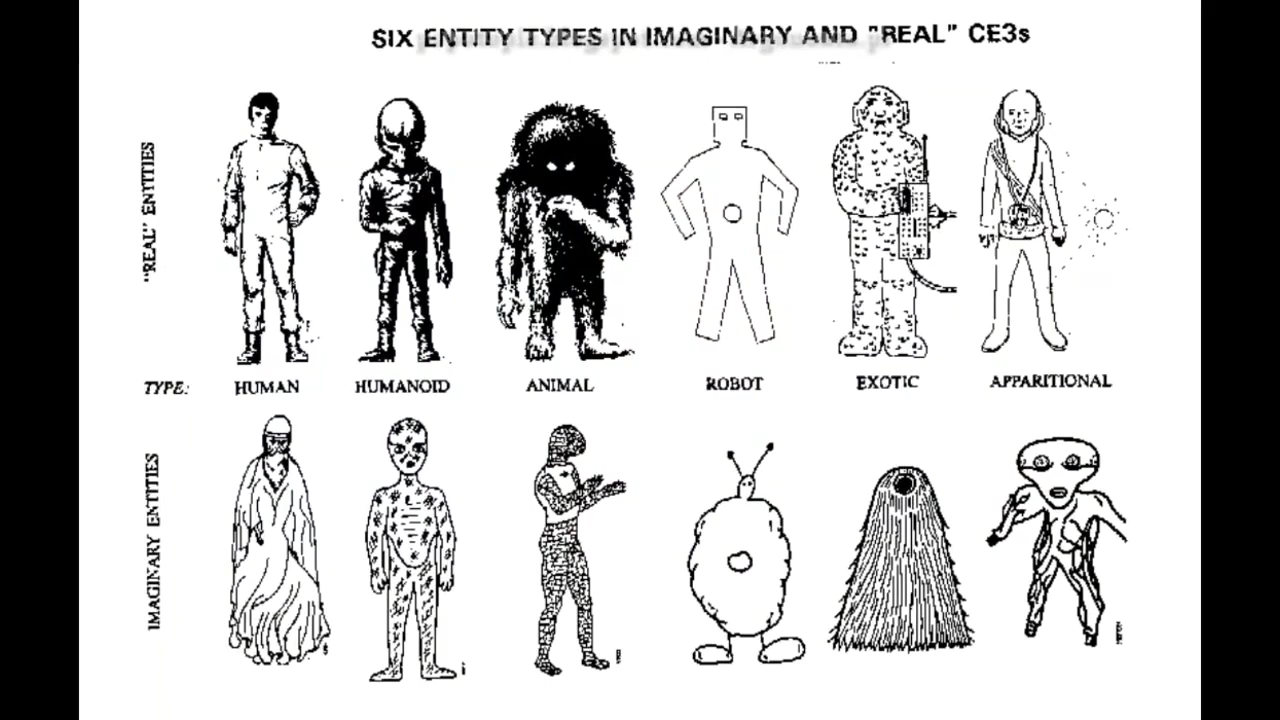 SIX ENTITY TYPES IN IMAGINARY AND "REAL" CE3s
"REAL" ENTITIES
TYPE: HUMAN HUMANOID ANIMAL ROBOT EXOTIC APPARITIONAL
IMAGINARY ENTITIES